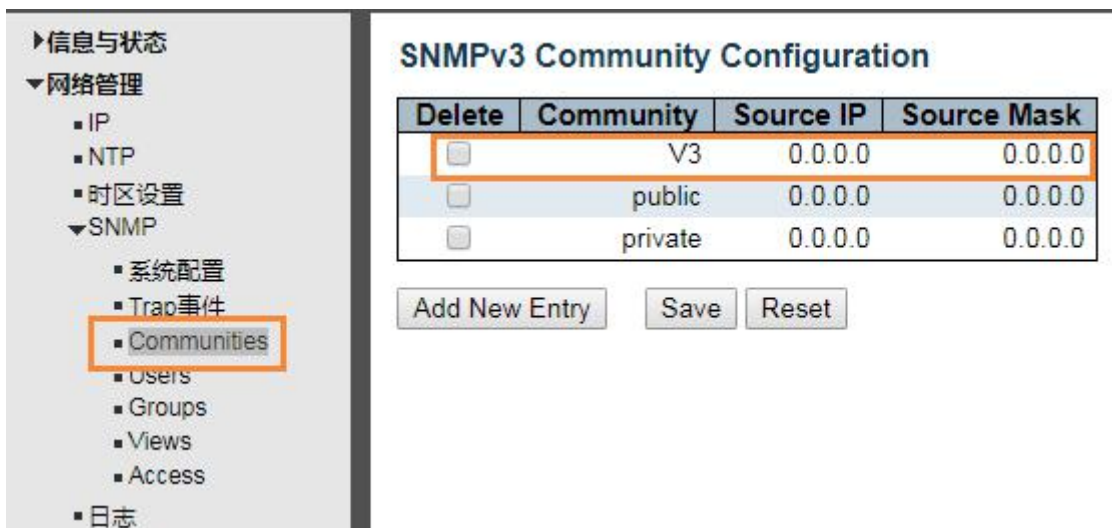 信息与状态
网络管理
IP
NTP
时区设置
SNMP
系统配置
Trap事件
Communities
Users
Groups
Views
Access
日志
SNMPv3 Community Configuration
Delete Community Source IP Source Mask
V3 0.0.0.0 0.0.0.0
public 0.0.0.0 0.0.0.0
private 0.0.0.0 0.0.0.0
Add New Entry Save Reset